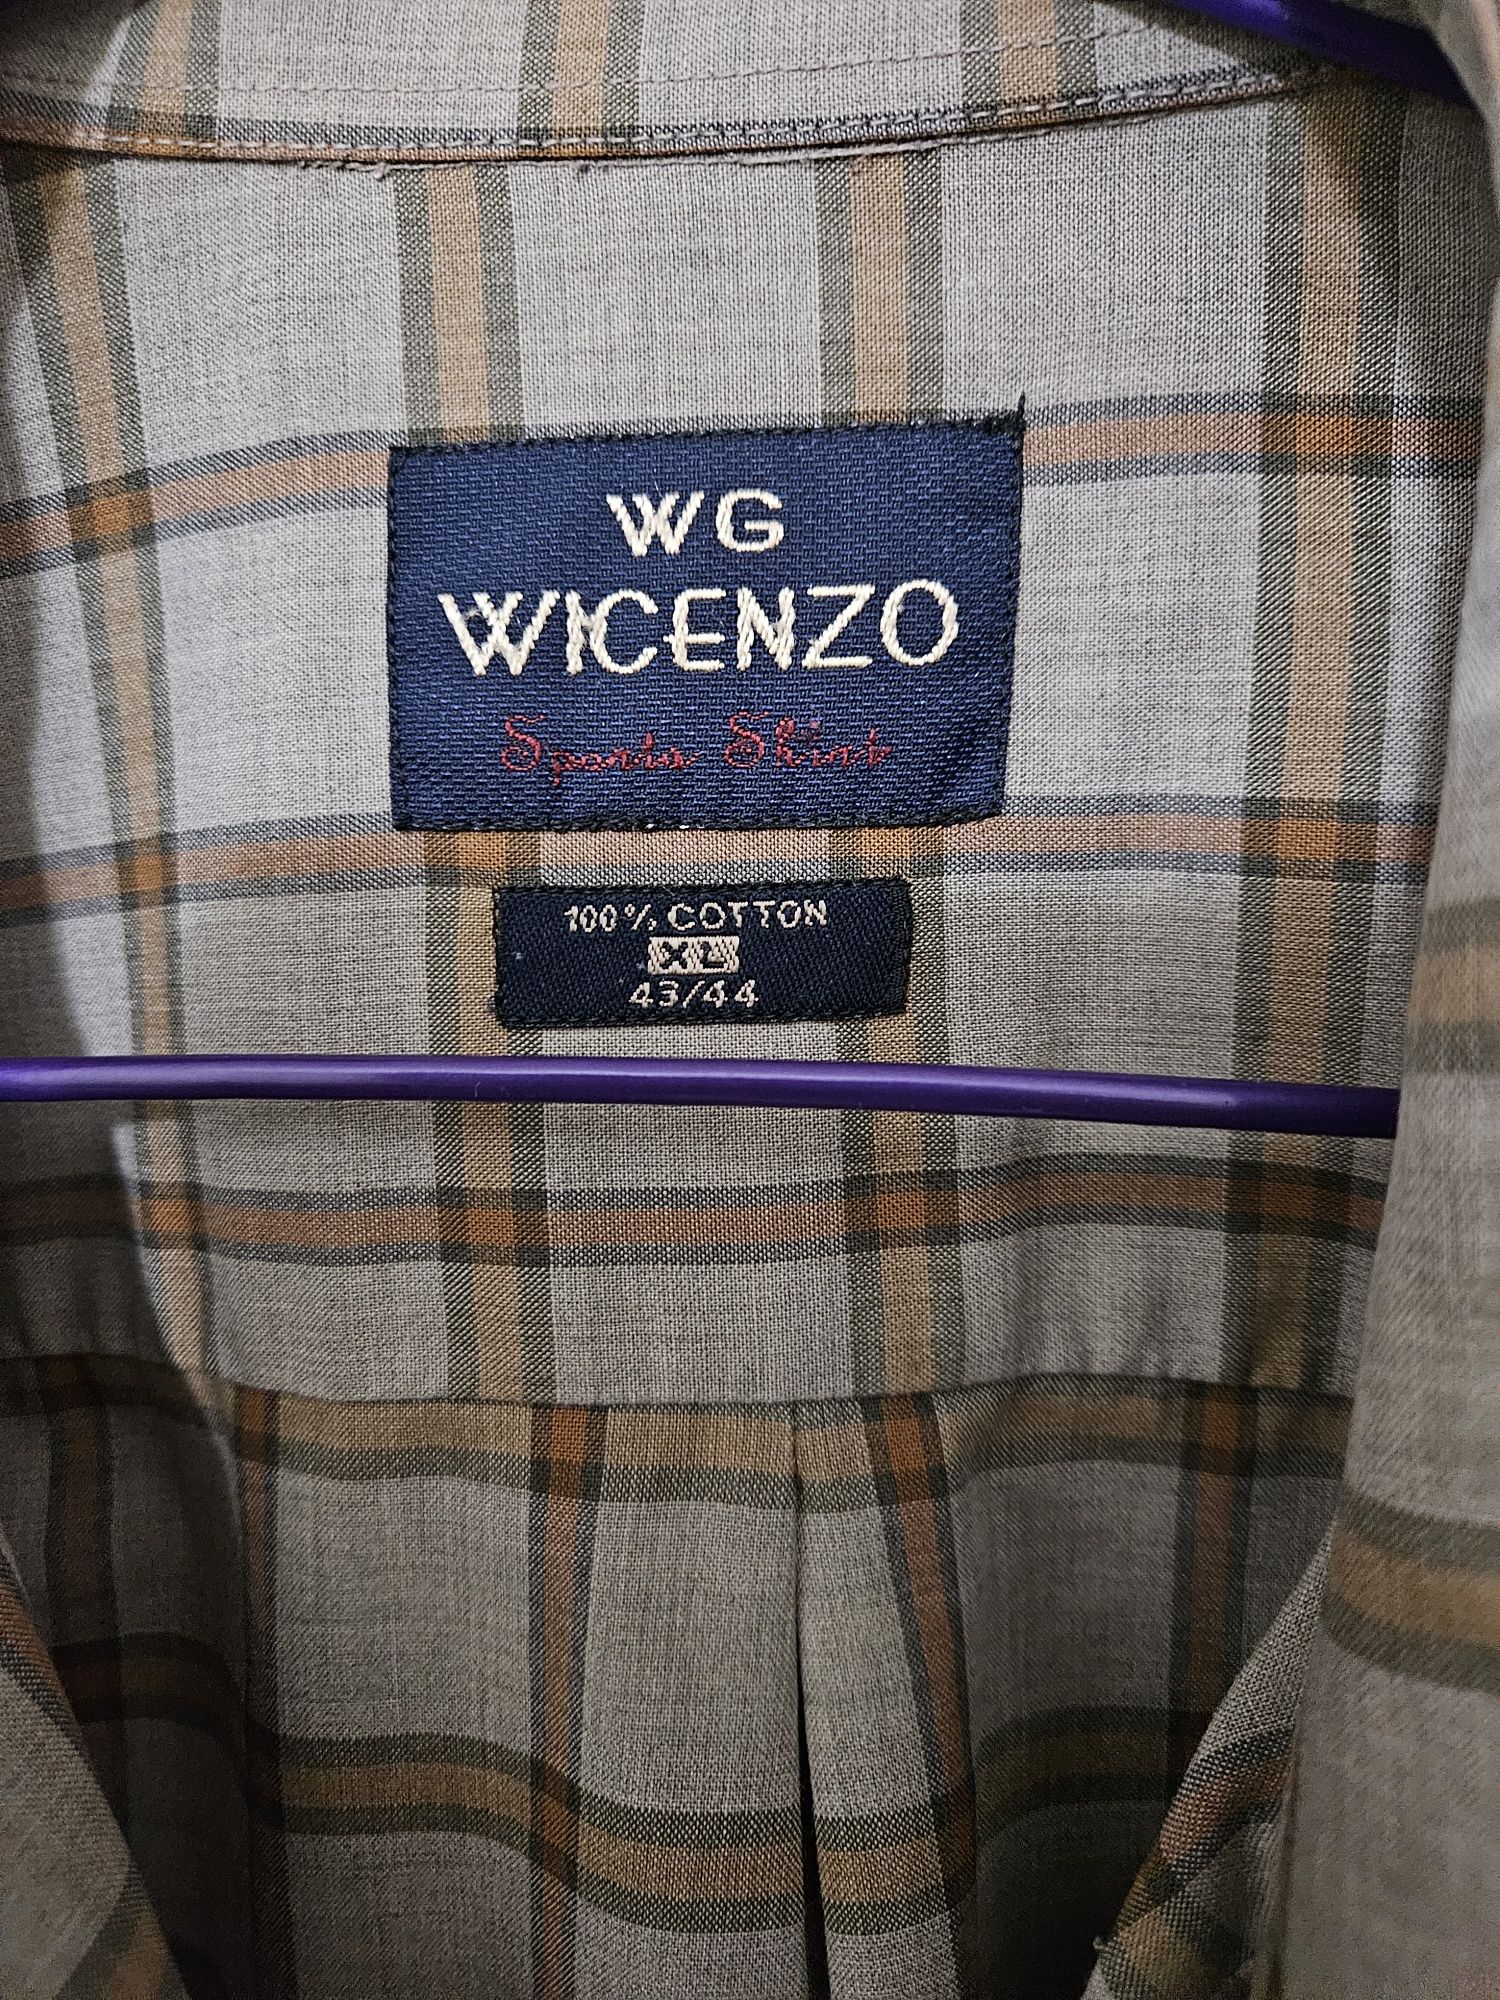 WG
WICENZO
Sports Shirt
100% COTTON
XL
43/44